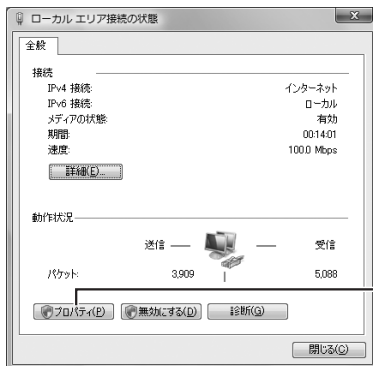 ローカル エリア接続の状態
全般
接続
IPv4 接続: インターネット
IPv6 接続: ローカル
メディアの状態: 有効
期間: 00:14:01
速度: 100.0 Mbps
詳細(E)...
動作状況
送信 受信
パケット: 3,909 5,088
プロパティ(P) 無効にする(D) 診断(G)
閉じる(C)